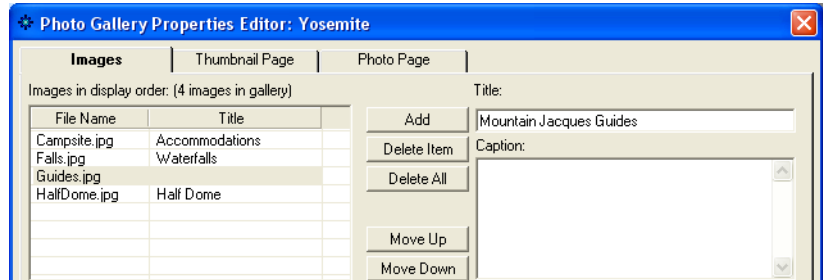 Photo Gallery Properties Editor: Yosemite
Images Thumbnail Page Photo Page
Images in display order: (4 images in gallery)
File Name Title
Campsite.jpg Accommodations
Falls.jpg Waterfalls
Guides.jpg
HalfDome.jpg Half Dome
Add
Delete Item
Delete All
Move Up
Move Down
Title:
Mountain Jacques Guides
Caption: